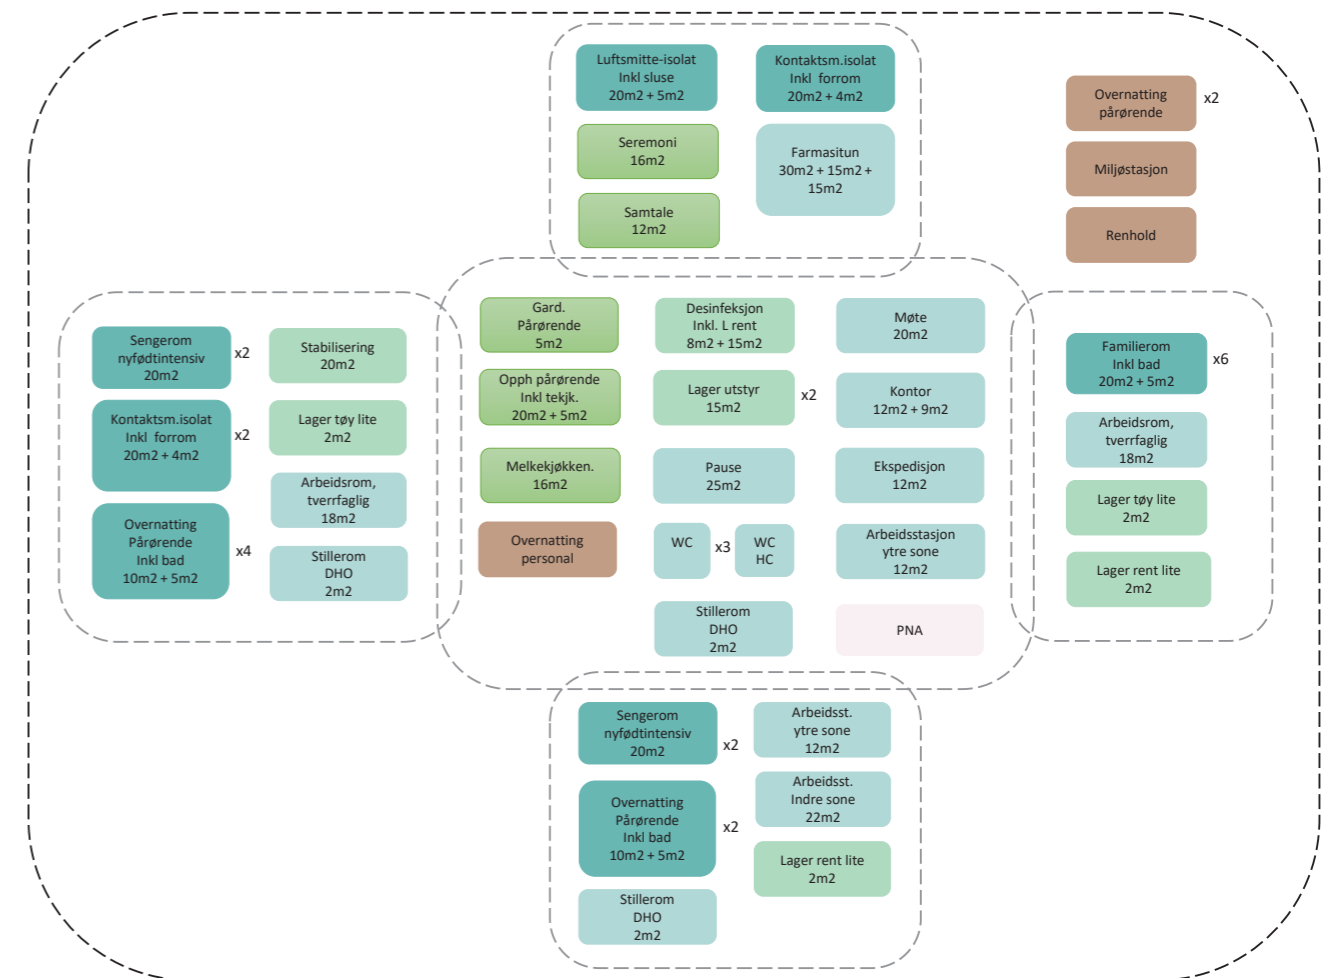 Luftsmitte-isolat
Inkl sluse
20m2 + 5m2
Kontaktsm.isolat
Inkl forrom
20m2 + 4m2
Seremoni
16m2
Farmasitun
30m2 + 15m2 +
15m2
Samtale
12m2
Overnatting
pårørende
x2
Miljøstasjon
Renhold
Sengerom
nyfødtintensiv
20m2
x2
Stabilisering
20m2
Kontaktsm.isolat
Inkl forrom
20m2 + 4m2
x2
Lager tøy lite
2m2
Arbeidsrom,
tverrfaglig
18m2
Overnatting
Pårørende
Inkl bad
10m2 + 5m2
x4
Stillerom
DHO
2m2
Gard.
Pårørende
5m2
Desinfeksjon
Inkl. L rent
8m2 + 15m2
Møte
20m2
Opph pårørende
Inkl tekjk.
20m2 + 5m2
Lager utstyr
15m2
x2
Kontor
12m2 + 9m2
Melkekjøkken.
16m2
Pause
25m2
Ekspedisjon
12m2
Overnatting
personal
WC
x3
WC
HC
Arbeidsstasjon
ytre sone
12m2
Stillerom
DHO
2m2
PNA
Familierom
Inkl bad
20m2 + 5m2
x6
Arbeidsrom,
tverrfaglig
18m2
Lager tøy lite
2m2
Lager rent lite
2m2
Sengerom
nyfødtintensiv
20m2
x2
Arbeidsst.
ytre sone
12m2
Overnatting
Pårørende
Inkl bad
10m2 + 5m2
x2
Arbeidsst.
Indre sone
22m2
Lager rent lite
2m2
Stillerom
DHO
2m2